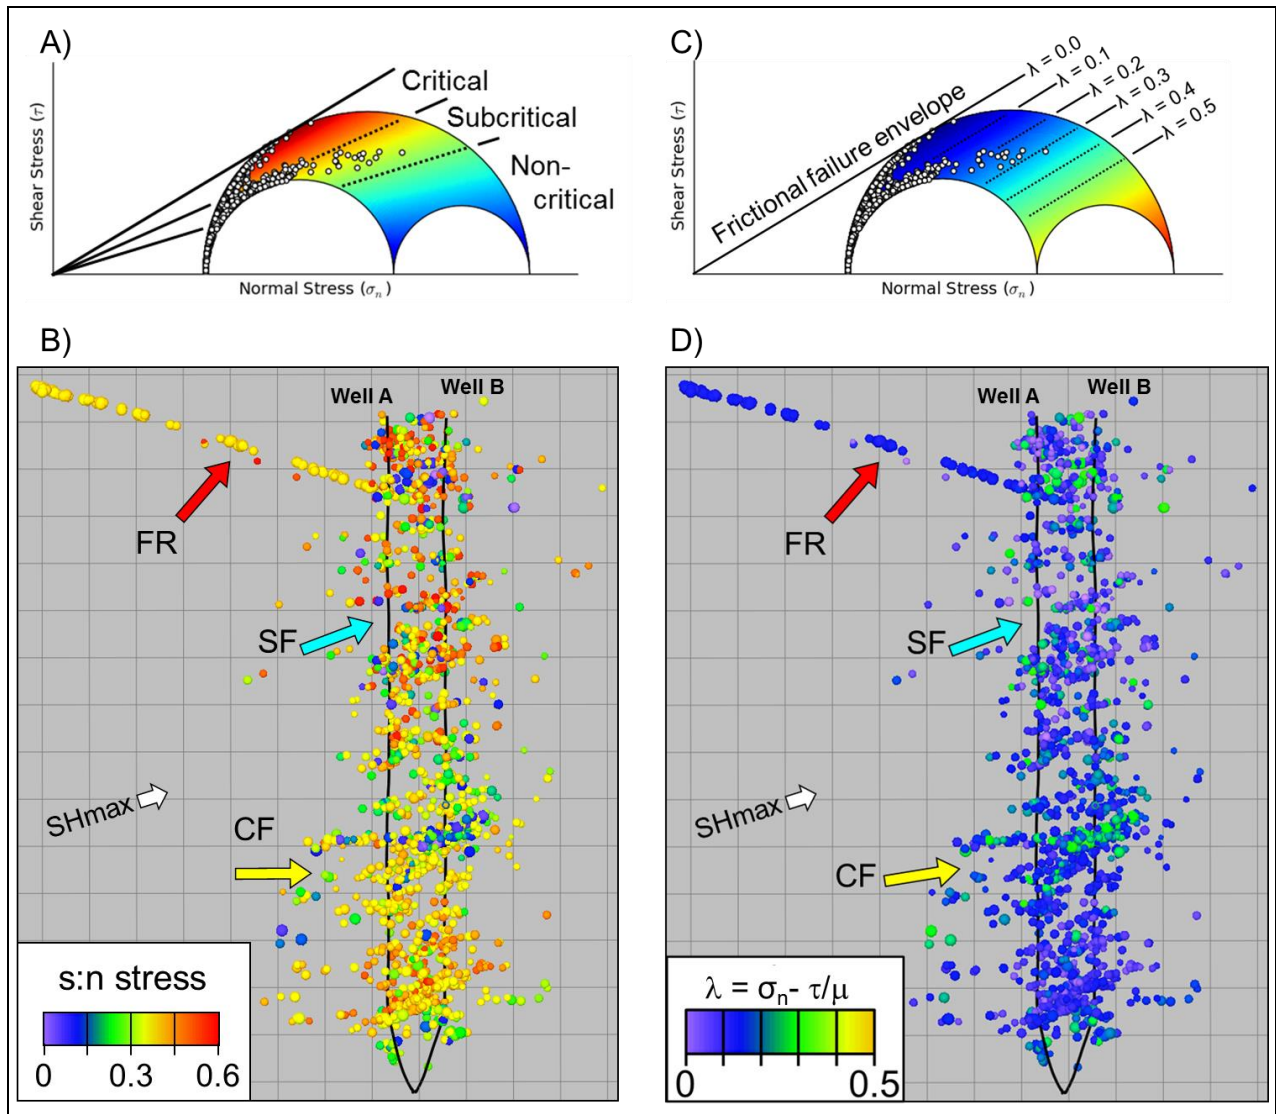 A)
Shear Stress (τ)
Critical
Subcritical
Non-
critical
Normal Stress (σn)
C)
Shear Stress (τ)
Frictional failure envelope
λ = 0.0
λ = 0.1
λ = 0.2
λ = 0.3
λ = 0.4
λ = 0.5
Normal Stress (σn)
B)
Well A
Well B
FR
SF
SHmax
CF
s:n stress
0 0.3 0.6
D)
Well A
Well B
FR
SF
SHmax
CF
λ = σn- τ/μ
0 0.5